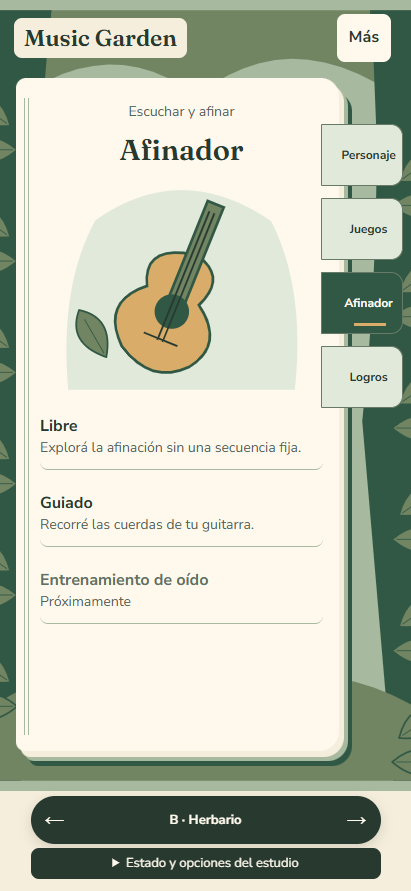 Music Garden
Más
Escuchar y afinar
Afinador
Personaje
Juegos
Afinador
Logros
Libre
Explorá la afinación sin una secuencia fija.
Guiado
Recorré las cuerdas de tu guitarra.
Entrenamiento de oído
Próximamente
← B · Herbario →
▶ Estado y opciones del estudio